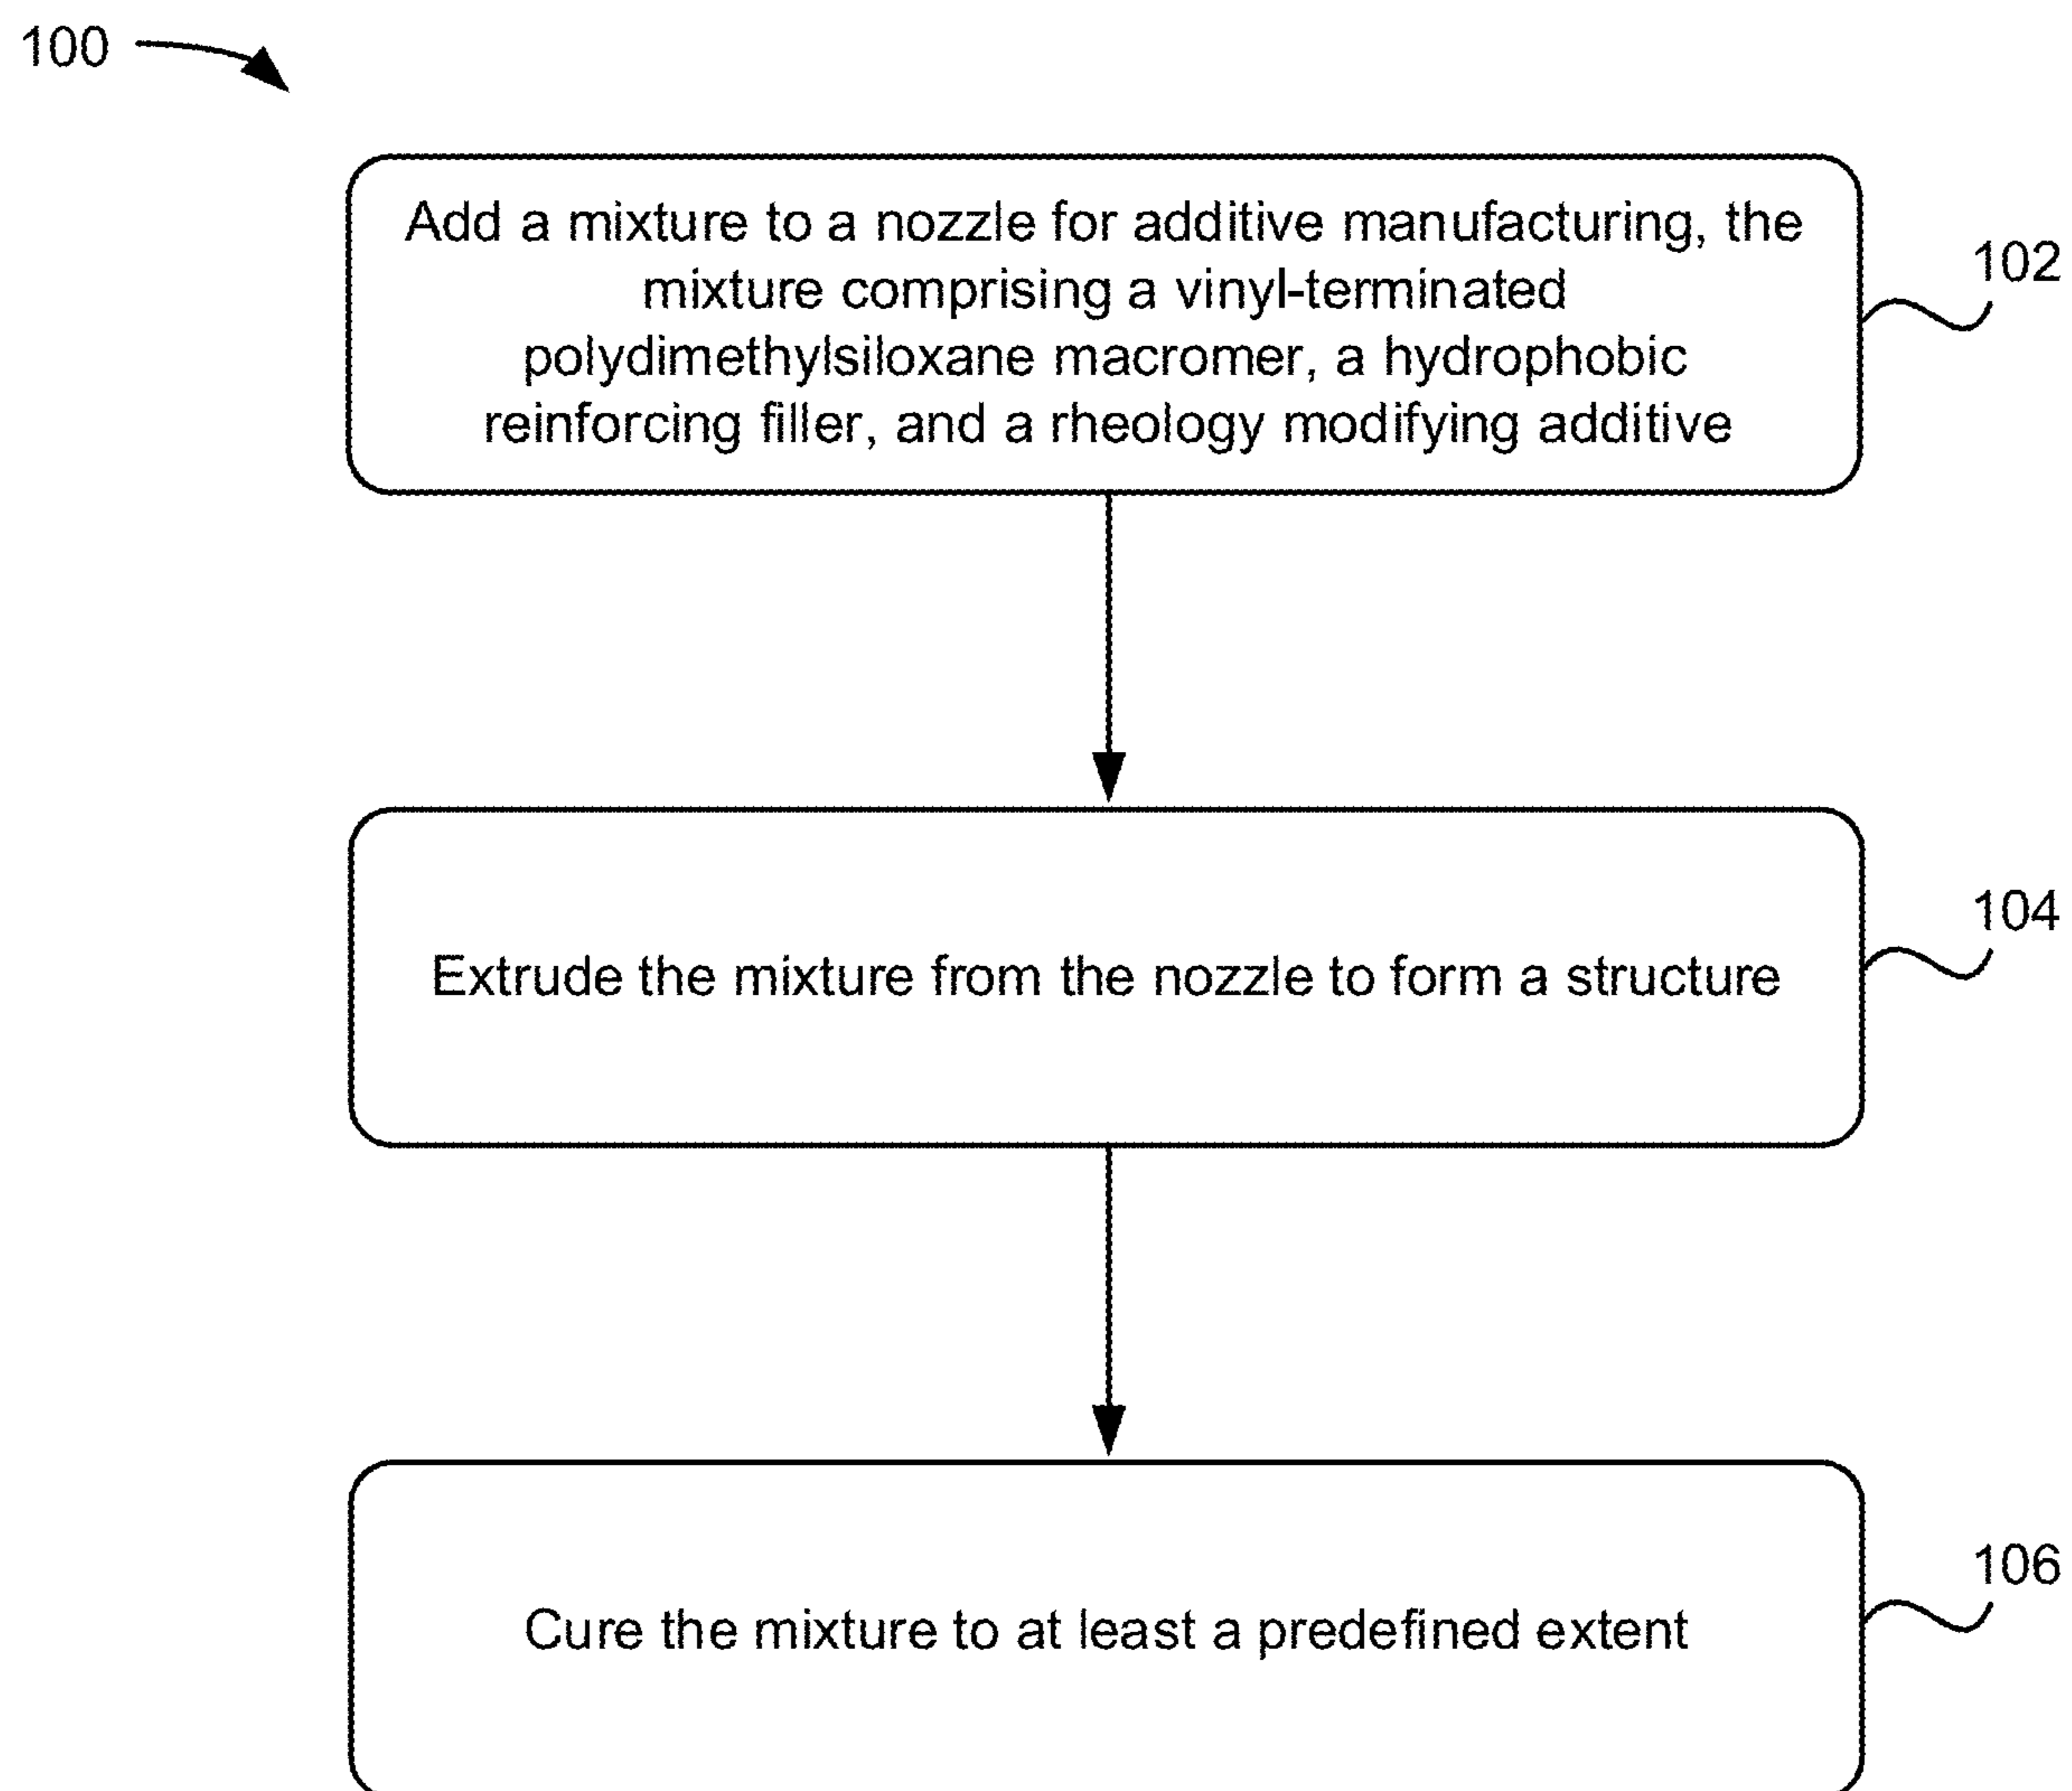 100
Add a mixture to a nozzle for additive manufacturing, the
mixture comprising a vinyl-terminated
polydimethylsiloxane macromer, a hydrophobic
reinforcing filler, and a rheology modifying additive
102
Extrude the mixture from the nozzle to form a structure
104
Cure the mixture to at least a predefined extent
106